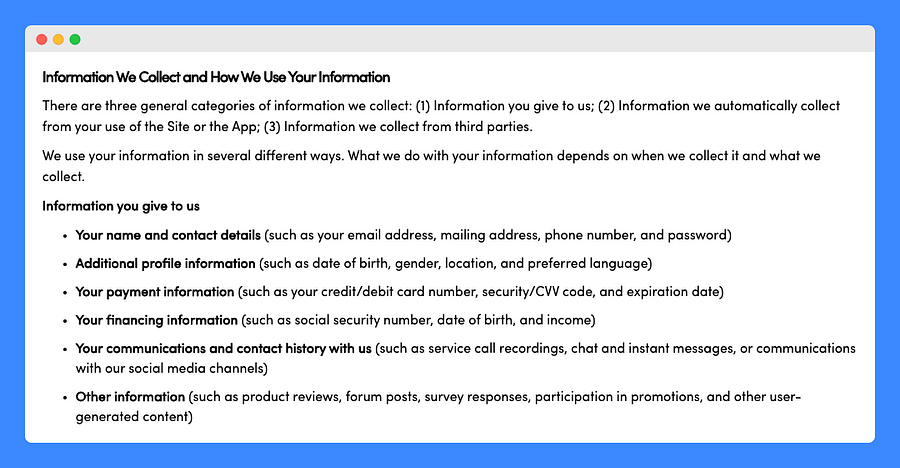 Information We Collect and How We Use Your Information
There are three general categories of information we collect: (1) Information you give to us; (2) Information we automatically collect
from your use of the Site or the App; (3) Information we collect from third parties.
We use your information in several different ways. What we do with your information depends on when we collect it and what we
collect.
Information you give to us
• Your name and contact details (such as your email address, mailing address, phone number, and password)
• Additional profile information (such as date of birth, gender, location, and preferred language)
• Your payment information (such as your credit/debit card number, security/CVV code, and expiration date)
• Your financing information (such as social security number, date of birth, and income)
• Your communications and contact history with us (such as service call recordings, chat and instant messages, or communications
with our social media channels)
• Other information (such as product reviews, forum posts, survey responses, participation in promotions, and other user-
generated content)